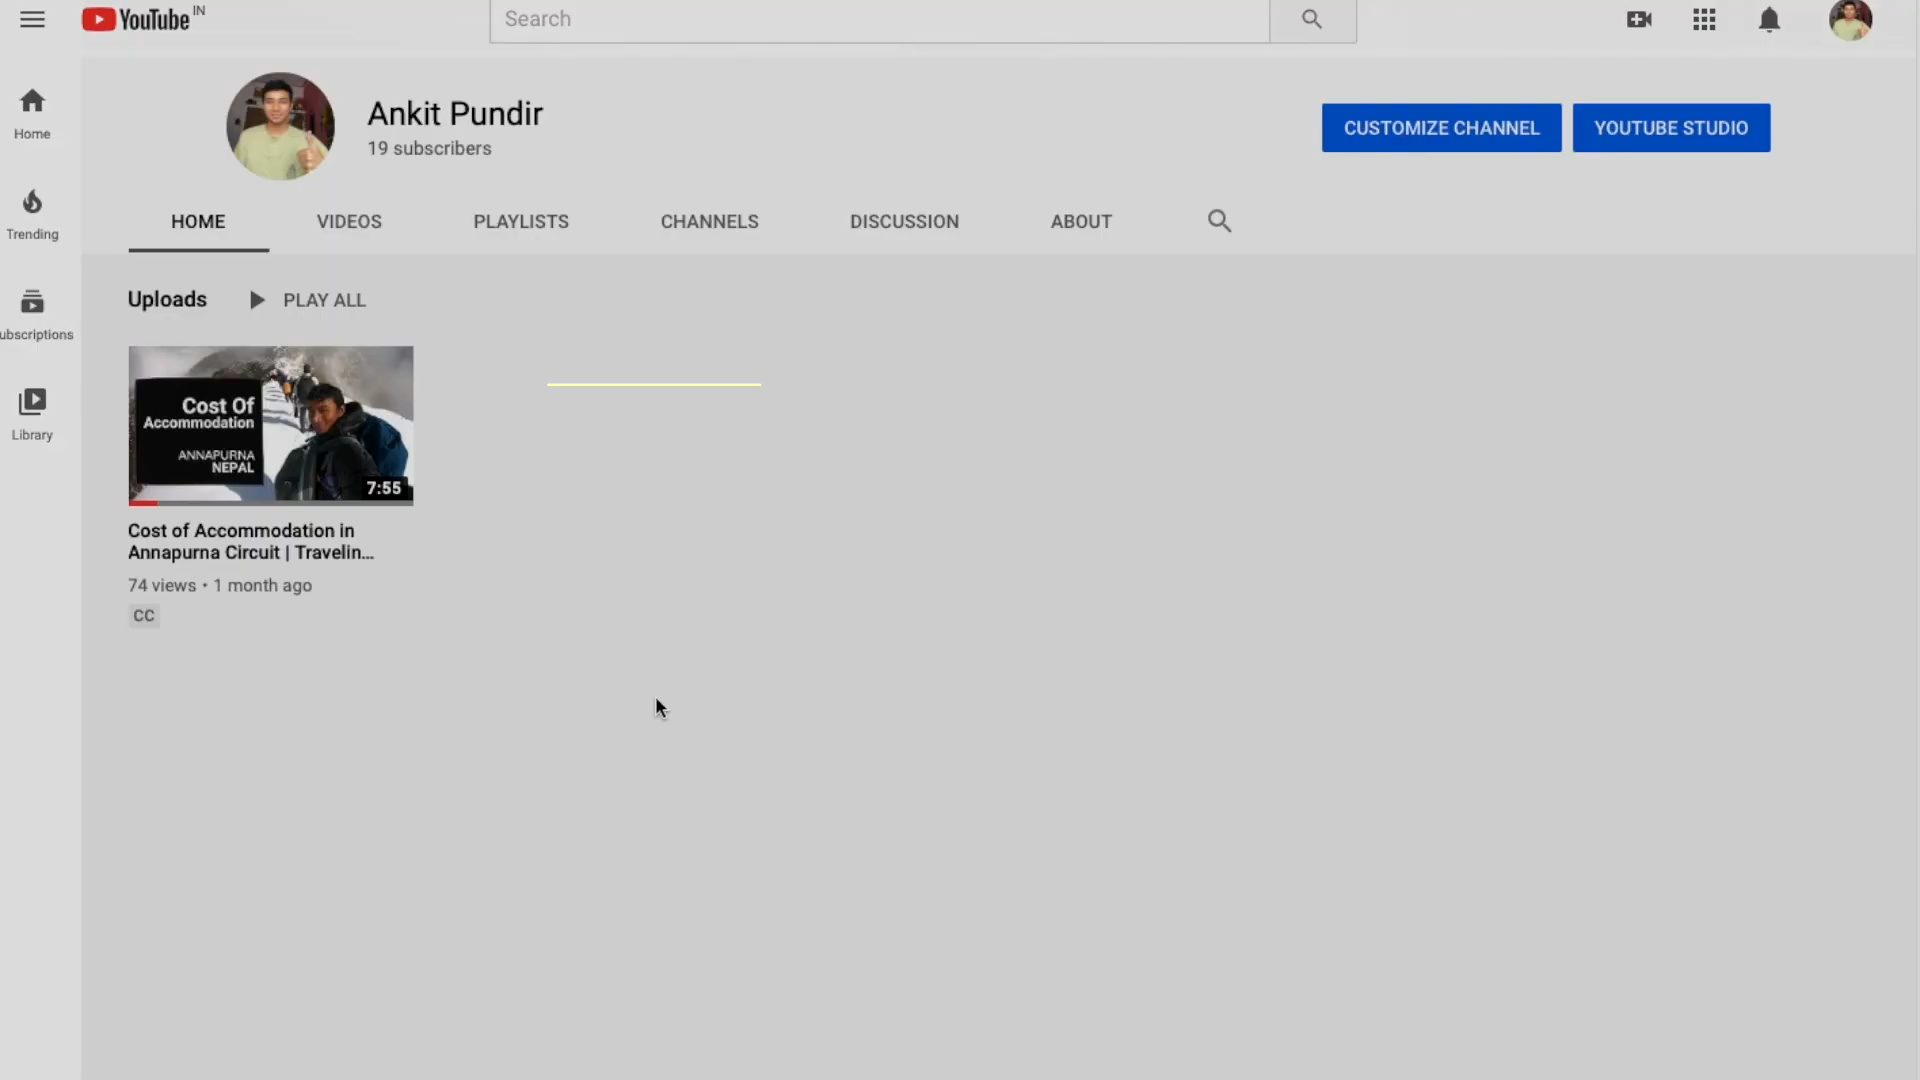 YouTube IN
Search
Home
Trending
ubscriptions
Library
Ankit Pundir
19 subscribers
CUSTOMIZE CHANNEL
YOUTUBE STUDIO
HOME
VIDEOS
PLAYLISTS
CHANNELS
DISCUSSION
ABOUT
Uploads
PLAY ALL
Cost Of
Accommodation
ANNAPURNA
NEPAL
7:55
Cost of Accommodation in
Annapurna Circuit | Travelin...
74 views • 1 month ago
CC